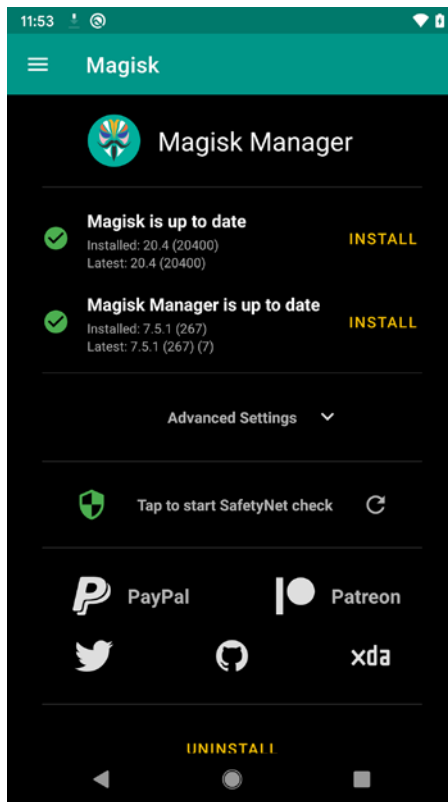 11:53
Magisk
Magisk Manager
Magisk is up to date
Installed: 20.4 (20400)
Latest: 20.4 (20400)
INSTALL
Magisk Manager is up to date
Installed: 7.5.1 (267)
Latest: 7.5.1 (267) (7)
INSTALL
Advanced Settings
Tap to start SafetyNet check
PayPal
Patreon
xda
UNINSTALL